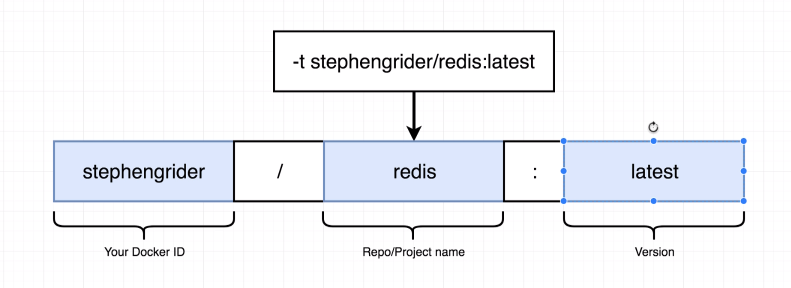 -t stephengrider/redis:latest
stephengrider / redis : latest
Your Docker ID Repo/Project name Version